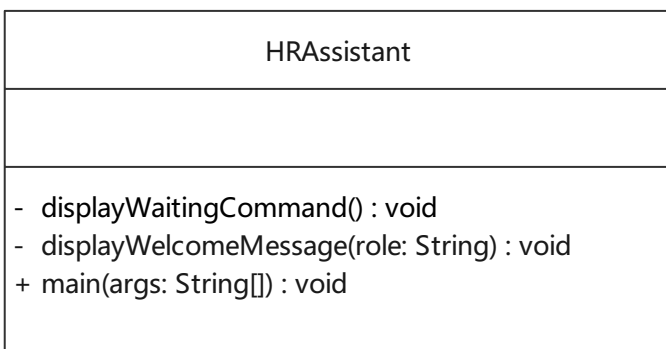 HRAssistant
- displayWaitingCommand() : void
- displayWelcomeMessage(role: String) : void
+ main(args: String[]) : void